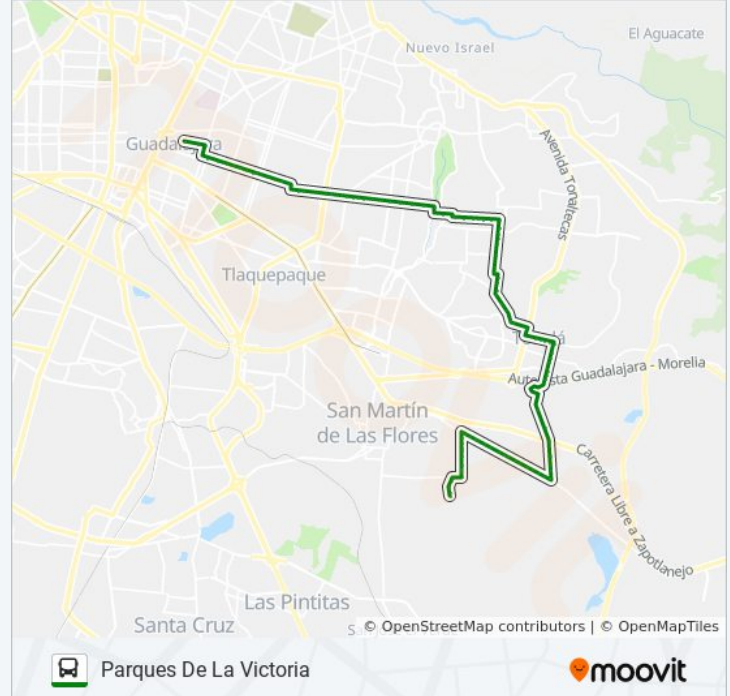 El Aguacate
Nuevo Israel
Avenida Tonaltecas
Guadalajara
Tlaquepaque
Autopista Guadalajara - Morelia
San Martín
de Las Flores
Carretera Libre a Zapotlanejo
Las Pintitas
Santa Cruz
© OpenStreetMap contributors | © OpenMapTiles
Parques De La Victoria
moovit